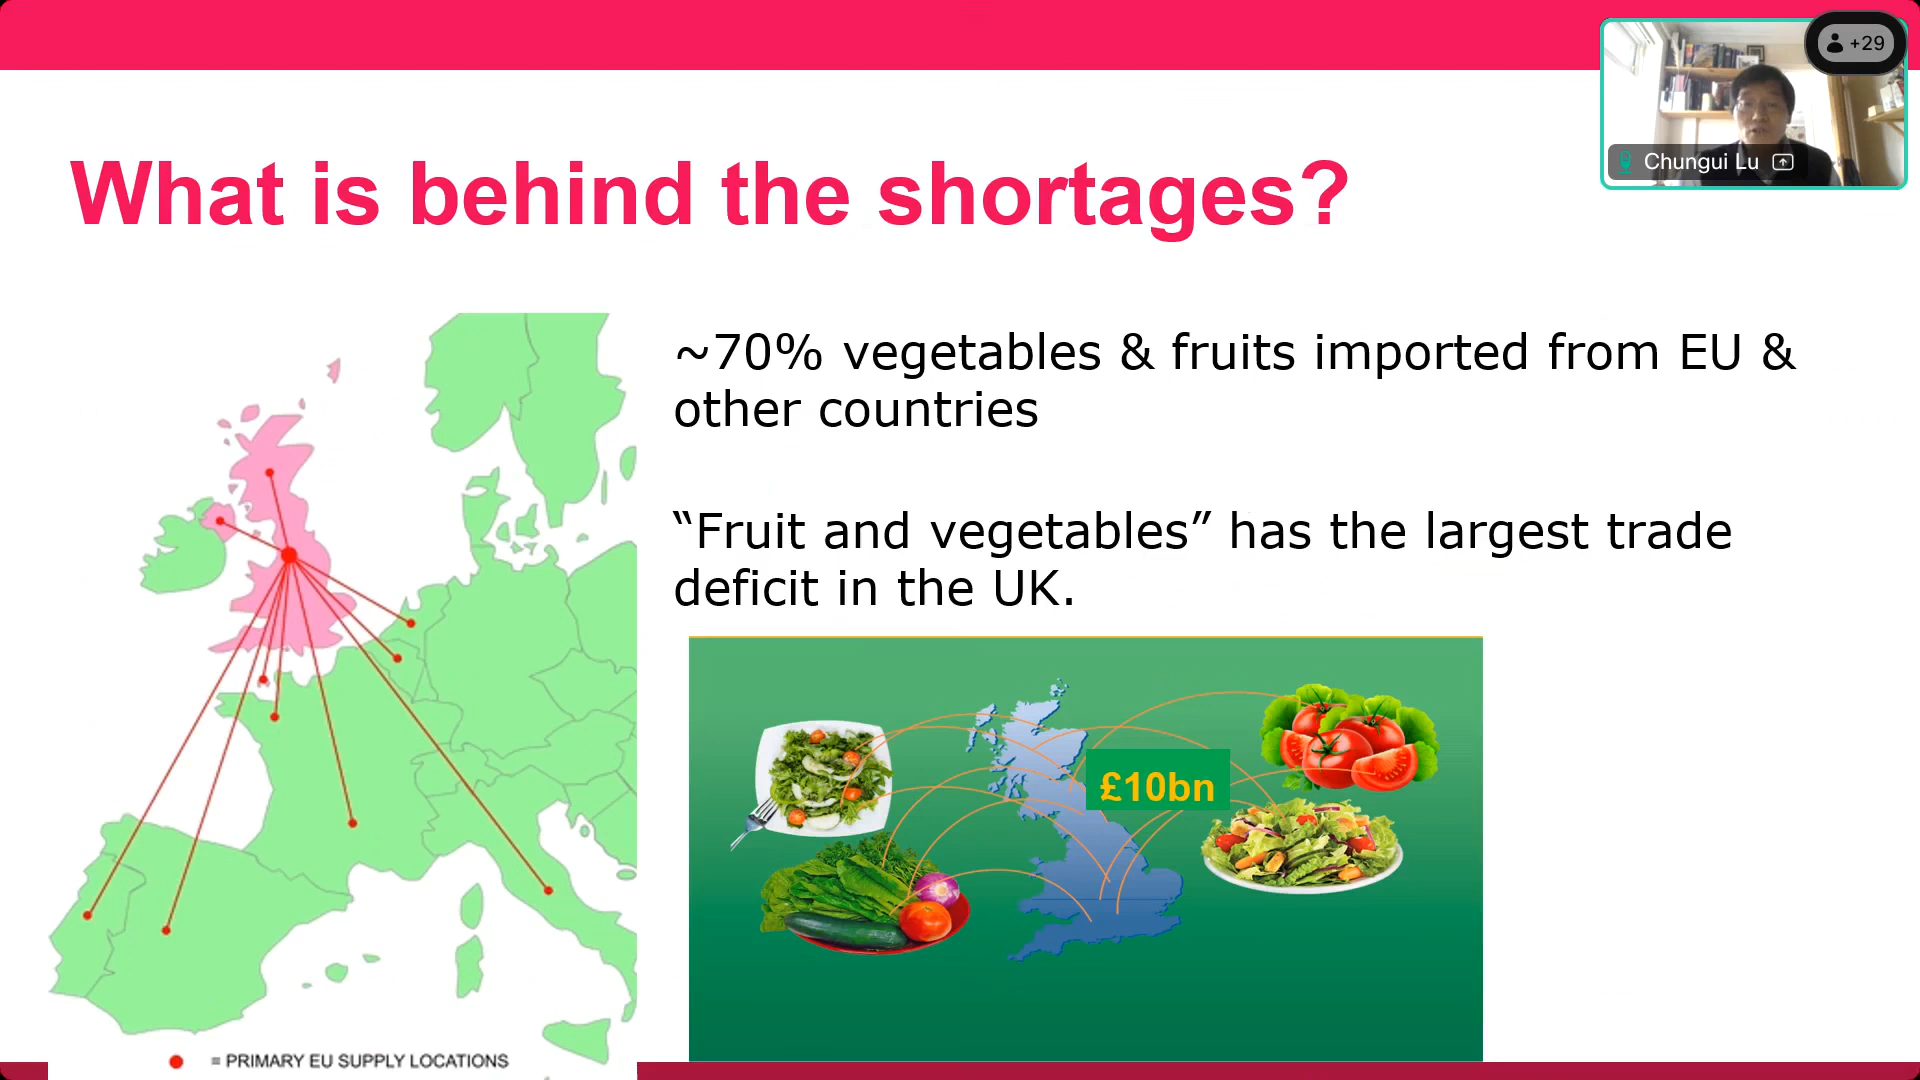 +29
Chungui Lu
What is behind the shortages?
~70% vegetables & fruits imported from EU &
other countries
“Fruit and vegetables” has the largest trade
deficit in the UK.
£10bn
= PRIMARY EU SUPPLY LOCATIONS